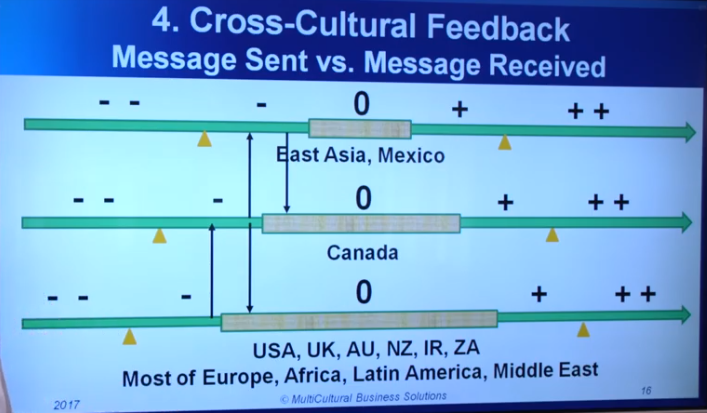 4. Cross-Cultural Feedback
Message Sent vs. Message Received
- - - 0 + ++
East Asia, Mexico
- - - 0 + ++
Canada
- - - 0 + ++
USA, UK, AU, NZ, IR, ZA
Most of Europe, Africa, Latin America, Middle East
2017 © MultiCultural Business Solutions 16